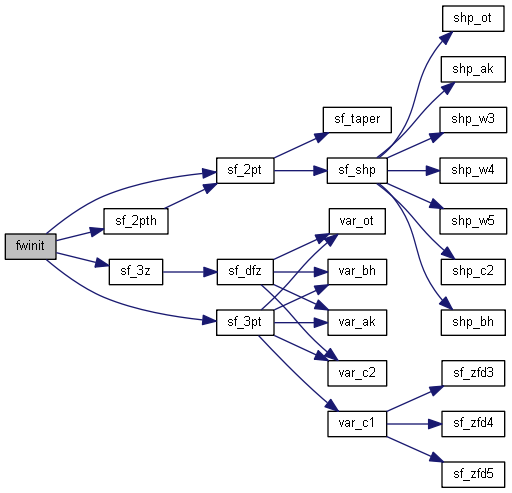 shp_ot
shp_ak
sf_taper
shp_w3
sf_2pt
sf_shp
shp_w4
sf_2pth
var_ot
shp_w5
fwinit
sf_3z
sf_dfz
var_bh
shp_c2
sf_3pt
var_ak
shp_bh
var_c2
sf_zfd3
var_c1
sf_zfd4
sf_zfd5